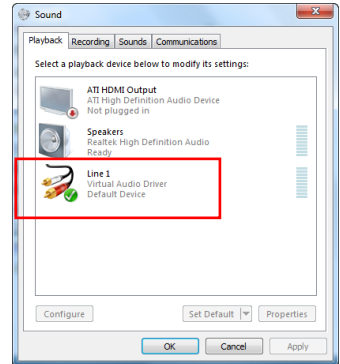 Sound
Playback Recording Sounds Communications
Select a playback device below to modify its settings:
ATI HDMI Output
ATI High Definition Audio Device
Not plugged in
Speakers
Realtek High Definition Audio
Ready
Line 1
Virtual Audio Driver
Default Device
Configure Set Default Properties
OK Cancel Apply